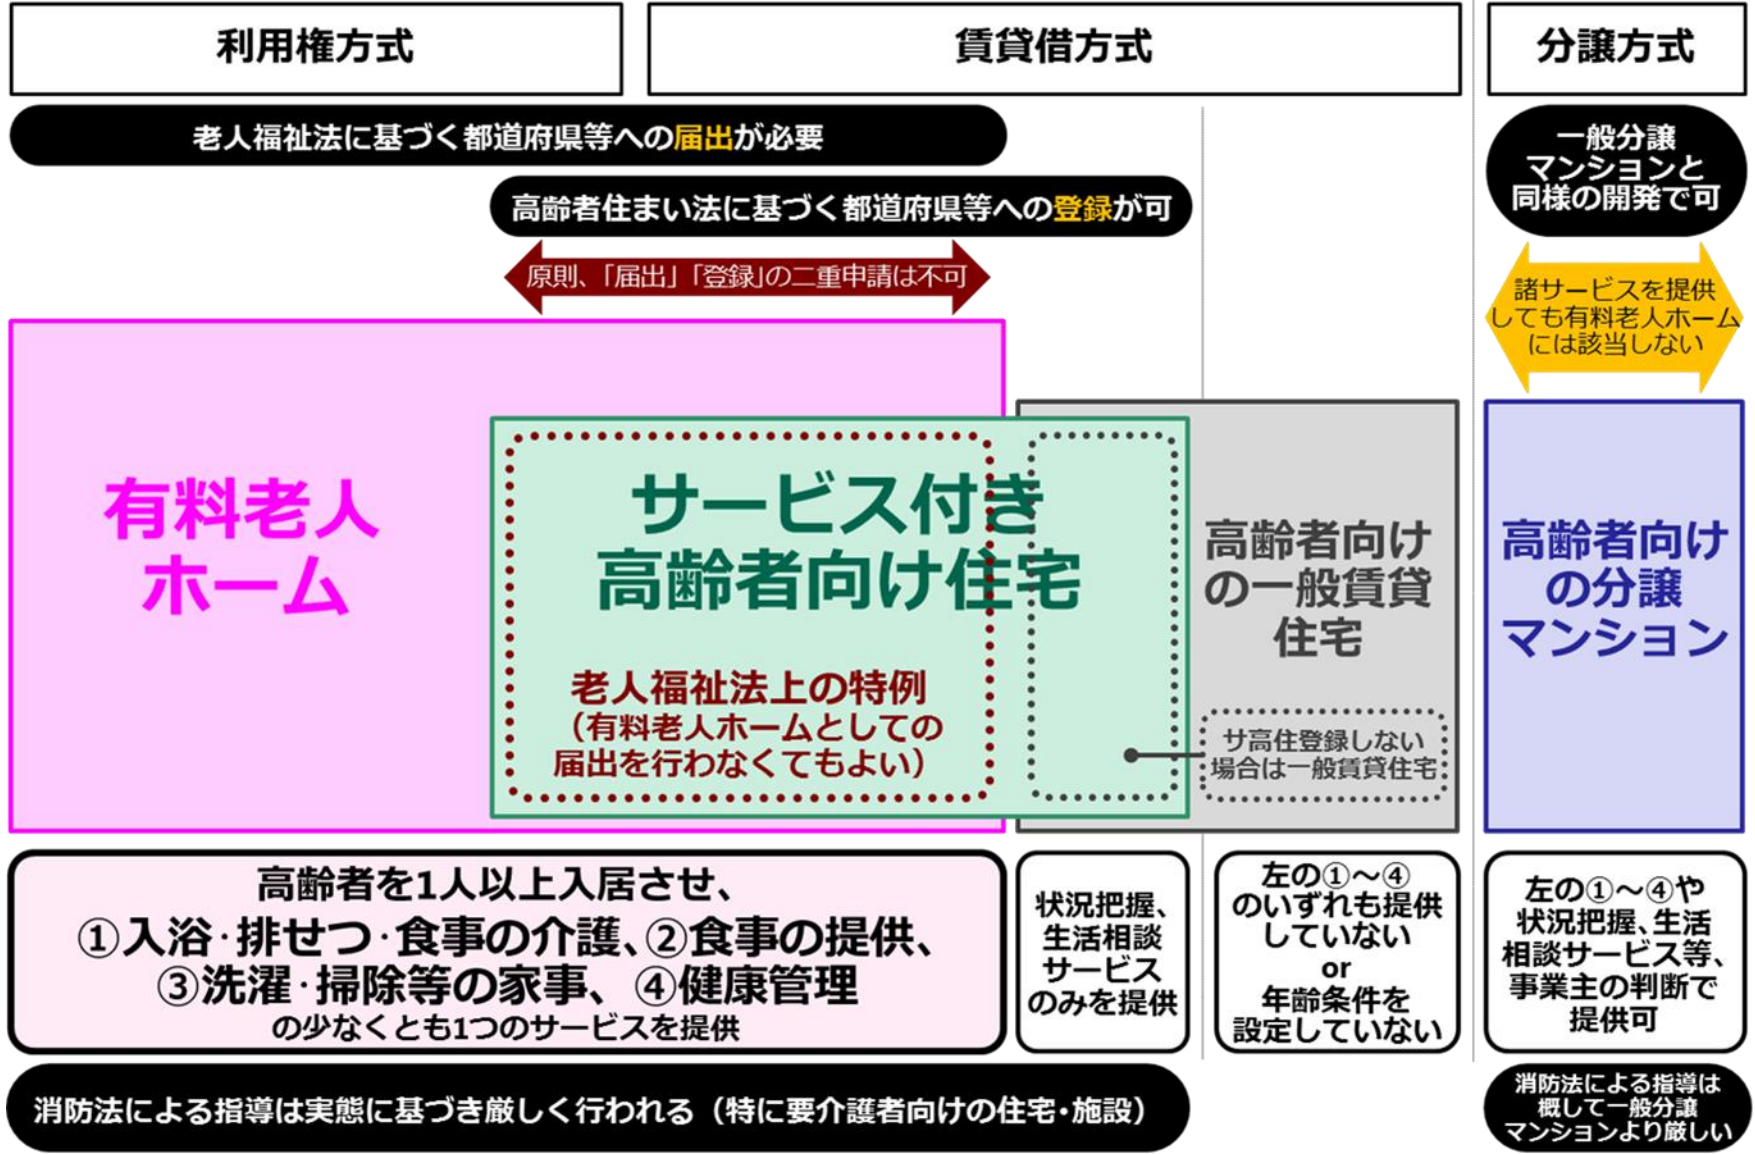 利用権方式
賃貸借方式
分譲方式
老人福祉法に基づく都道府県等への届出が必要
高齢者住まい法に基づく都道府県等への登録が可
原則、「届出」「登録」の二重申請は不可
一般分譲
マンションと
同様の開発で可
諸サービスを提供
しても有料老人ホーム
には該当しない
有料老人
ホーム
サービス付き
高齢者向け住宅
老人福祉法上の特例
（有料老人ホームとしての
届出を行わなくてもよい）
高齢者向け
の一般賃貸
住宅
サ高住登録しない
場合は一般賃貸住宅
高齢者向け
の分譲
マンション
高齢者を1人以上入居させ、
①入浴･排せつ･食事の介護、②食事の提供、
③洗濯･掃除等の家事、④健康管理
の少なくとも1つのサービスを提供
状況把握、
生活相談
サービス
のみを提供
左の①～④
のいずれも提供
していない
or
年齢条件を
設定していない
左の①～④や
状況把握、生活
相談サービス等、
事業主の判断で
提供可
消防法による指導は実態に基づき厳しく行われる（特に要介護者向けの住宅･施設）
消防法による指導は
概して一般分譲
マンションより厳しい